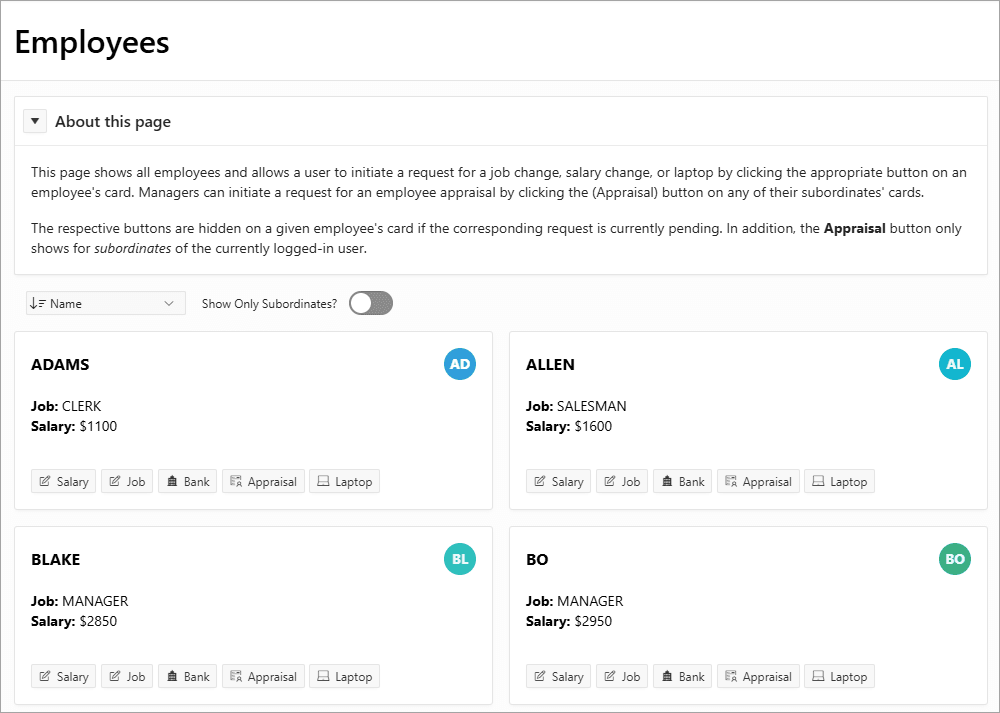 Employees
About this page
This page shows all employees and allows a user to initiate a request for a job change, salary change, or laptop by clicking the appropriate button on an
employee's card. Managers can initiate a request for an employee appraisal by clicking the (Appraisal) button on any of their subordinates' cards.
The respective buttons are hidden on a given employee's card if the corresponding request is currently pending. In addition, the Appraisal button only
shows for subordinates of the currently logged-in user.
Name Show Only Subordinates?
ADAMS AD
Job: CLERK
Salary: $1100
Salary Job Bank Appraisal Laptop
ALLEN AL
Job: SALESMAN
Salary: $1600
Salary Job Bank Appraisal Laptop
BLAKE BL
Job: MANAGER
Salary: $2850
Salary Job Bank Appraisal Laptop
BO BO
Job: MANAGER
Salary: $2950
Salary Job Bank Appraisal Laptop